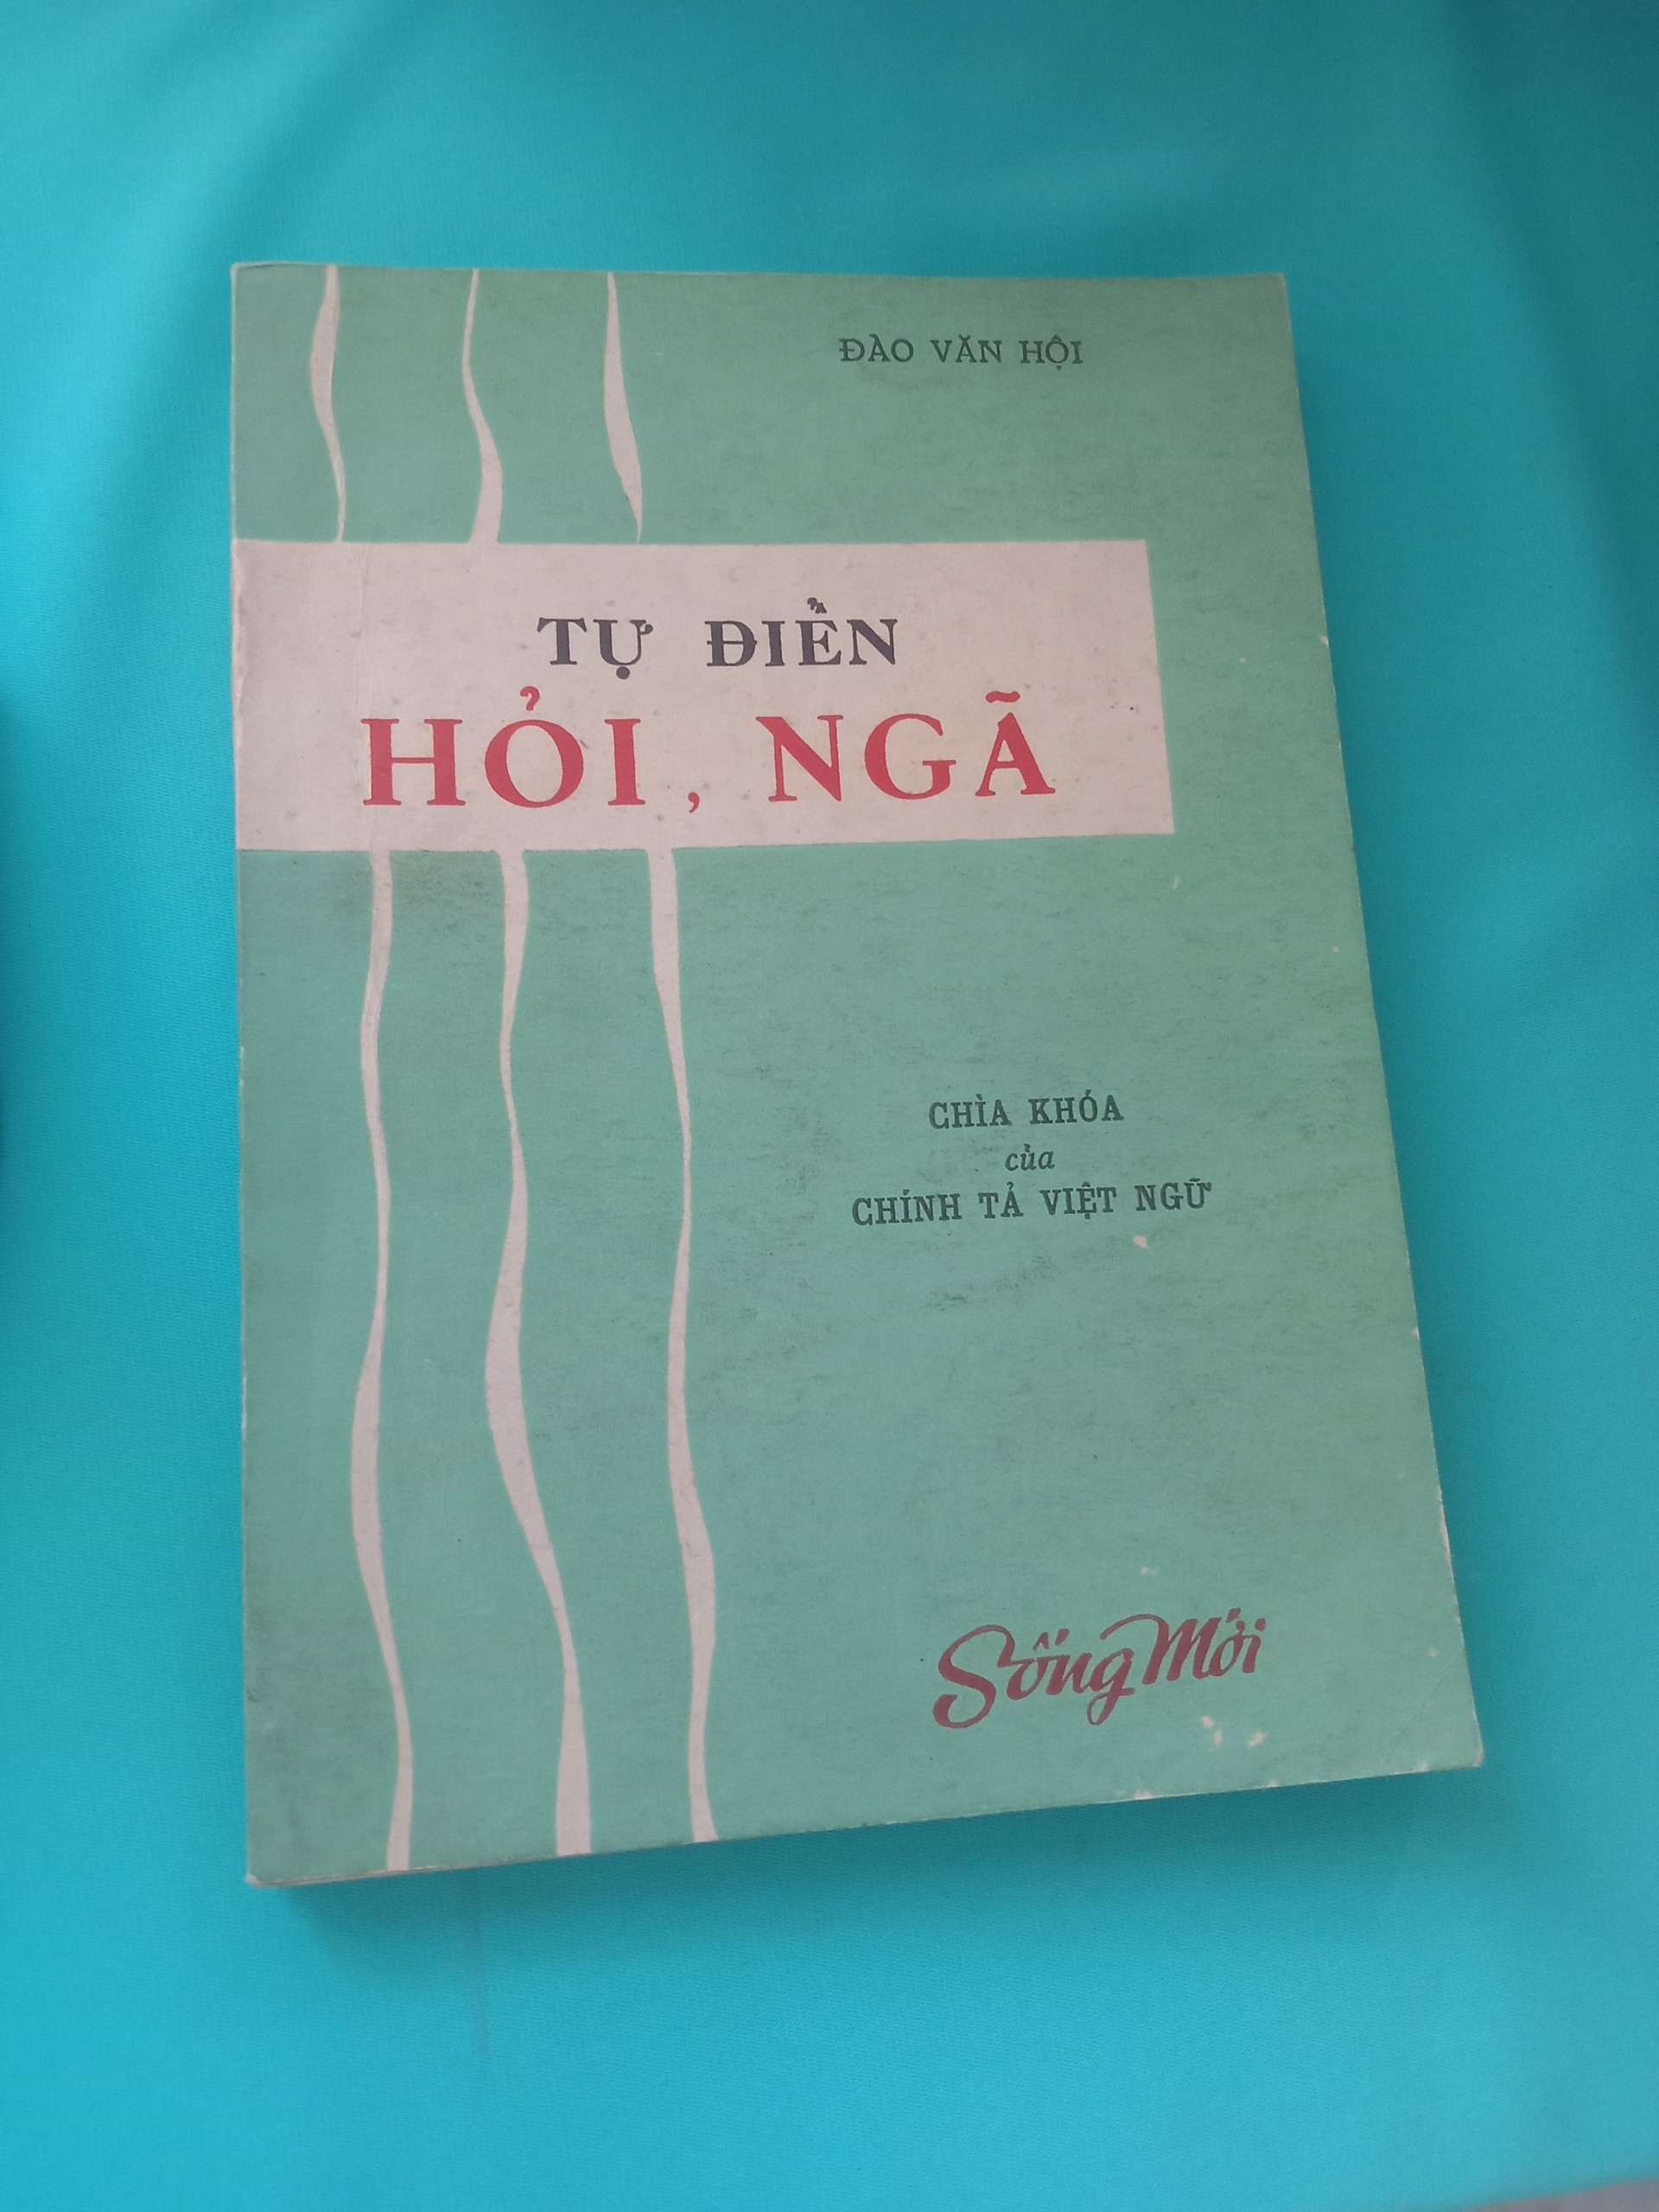 ĐÀO VĂN HỘI
TỰ ĐIỂN
HỎI, NGÃ
CHÌA KHÓA
của
CHÍNH TẢ VIỆT NGỮ
Sống Mới